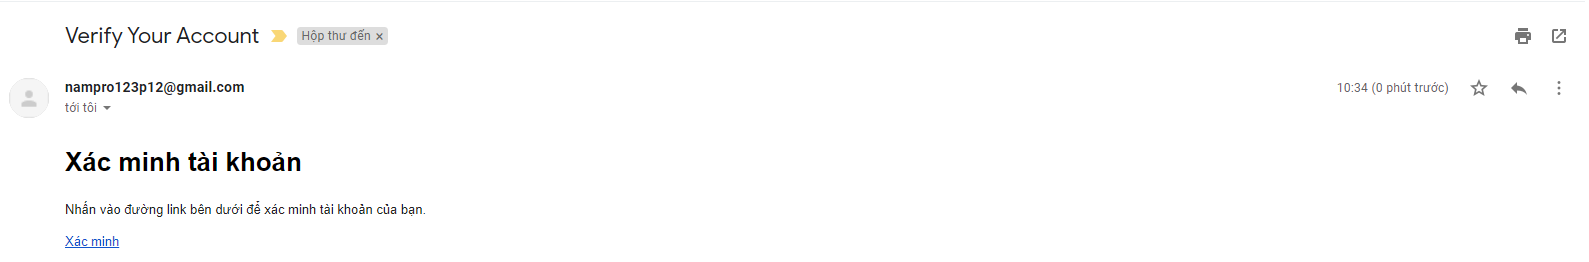 Verify Your Account Hộp thư đến ×
nampro123p12@gmail.com 10:34 (0 phút trước)
tới tôi
Xác minh tài khoản
Nhấn vào đường link bên dưới để xác minh tài khoản của bạn.
Xác minh